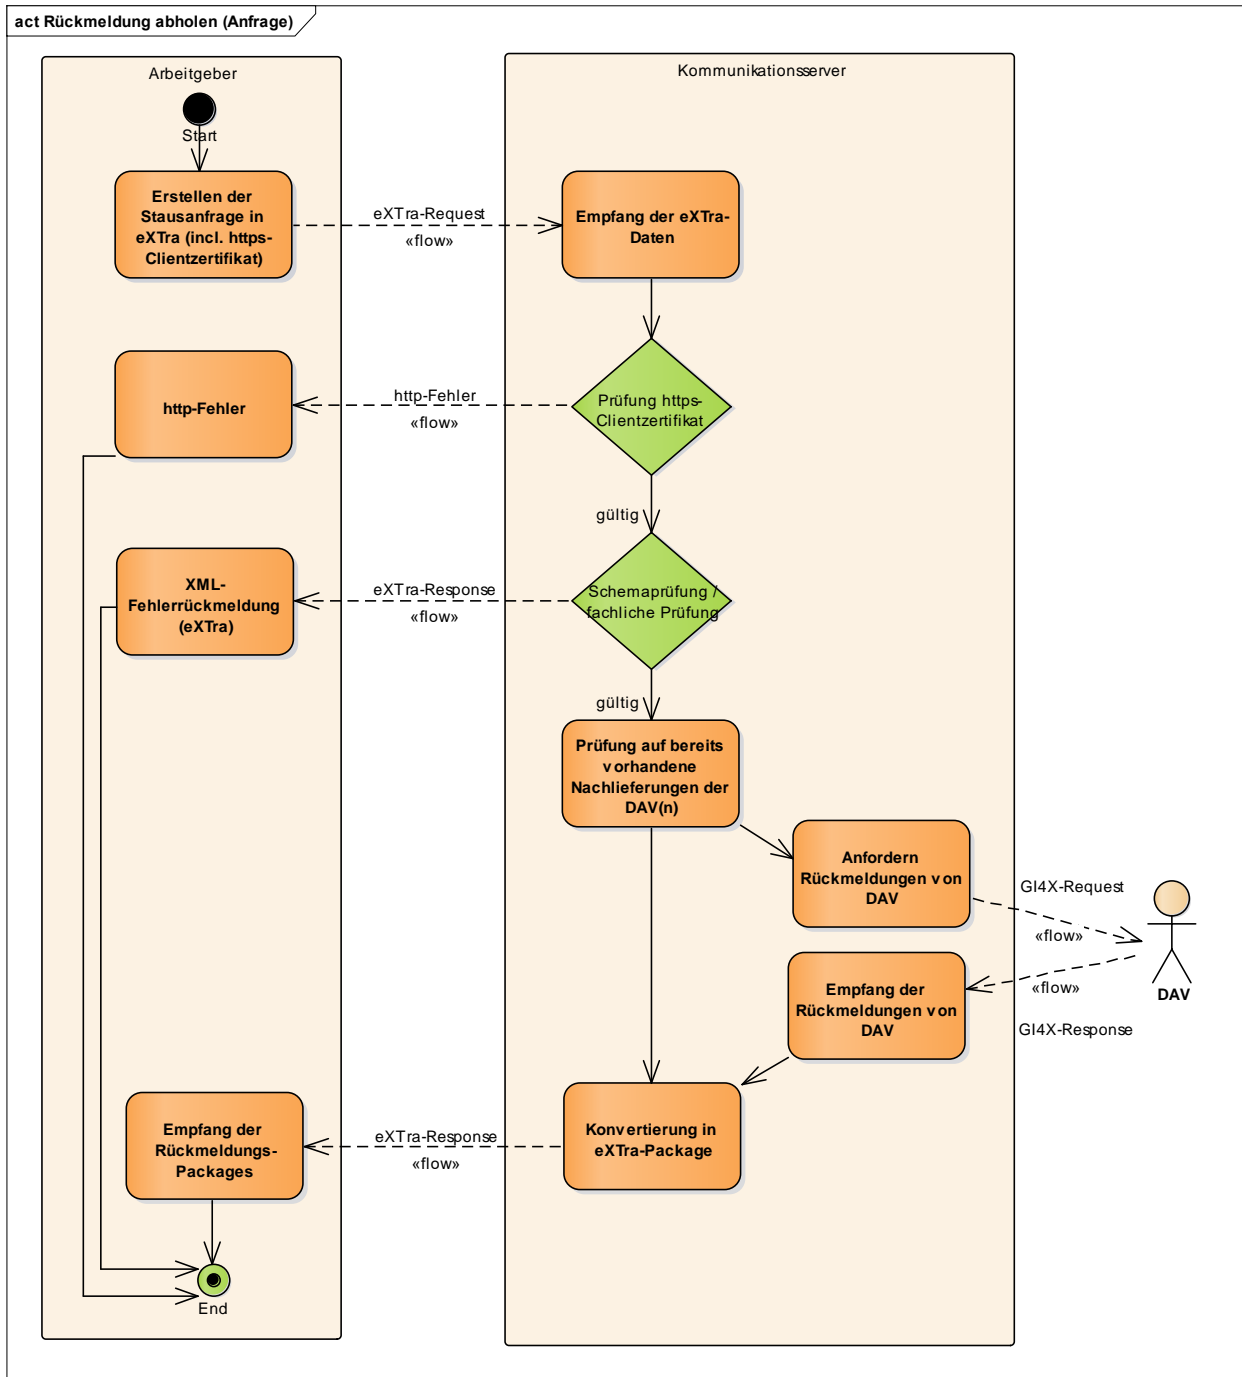 act Rückmeldung abholen (Anfrage)
Arbeitgeber
Kommunikationsserver
Start
Erstellen der
Stausanfrage in
eXTra (incl. https-
Clientzertifikat)
eXTra-Request
«flow»
Empfang der eXTra-
Daten
http-Fehler
http-Fehler
«flow»
Prüfung https-
Clientzertifikat
gültig
XML-
Fehlerrückmeldung
(eXTra)
eXTra-Response
«flow»
Schemaprüfung /
fachliche Prüfung
gültig
Prüfung auf bereits
vorhandene
Nachlieferungen der
DAV(n)
Anfordern
Rückmeldungen von
DAV
GI4X-Request
«flow»
Empfang der
Rückmeldungen von
DAV
«flow»
GI4X-Response
DAV
Empfang der
Rückmeldungs-
Packages
eXTra-Response
«flow»
Konvertierung in
eXTra-Package
End